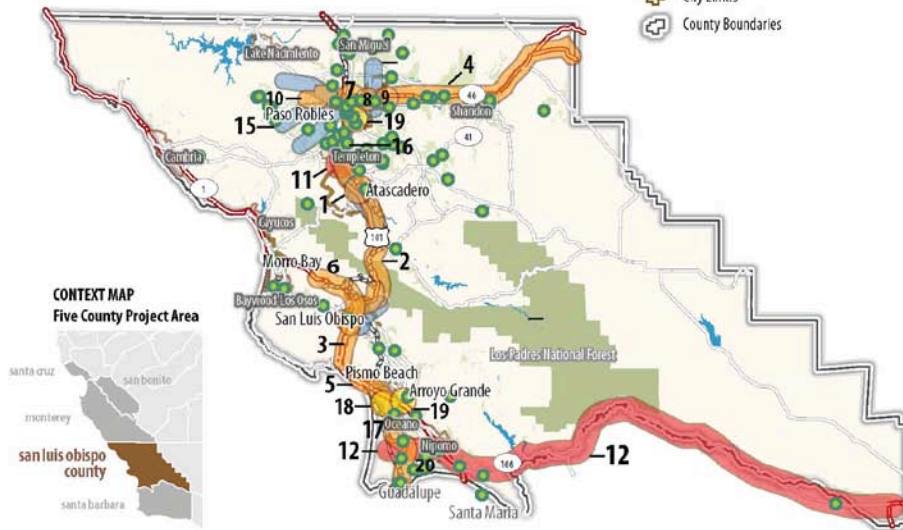 City Limits
County Boundaries
Lake Nacimiento
San Miguel
4
7
10
8
9
46
Shandon
Paso Robles
15
19
41
16
Templeton
Cambria
11
1
1
Atascadero
Cayucos
101
2
Morro Bay
6
Baywood-Los Osos
San Luis Obispo
Los Padres National Forest
3
Pismo Beach
5
Arroyo Grande
18
19
Oceano
17
12
Nipomo
20
166
12
Guadalupe
Santa Maria
CONTEXT MAP
Five County Project Area
santa cruz
san benito
monterey
san luis obispo
county
santa barbara